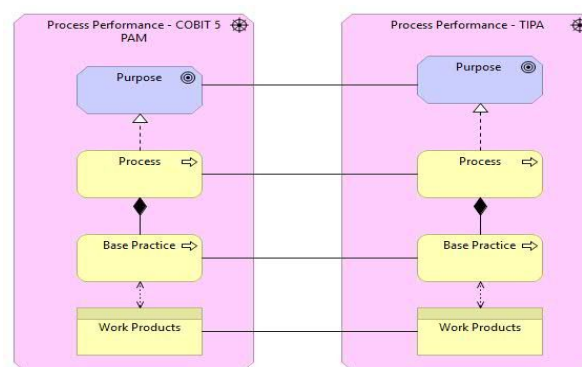 Process Performance - COBIT 5
PAM
Purpose
Process
Base Practice
Work Products
Process Performance - TIPA
Purpose
Process
Base Practice
Work Products